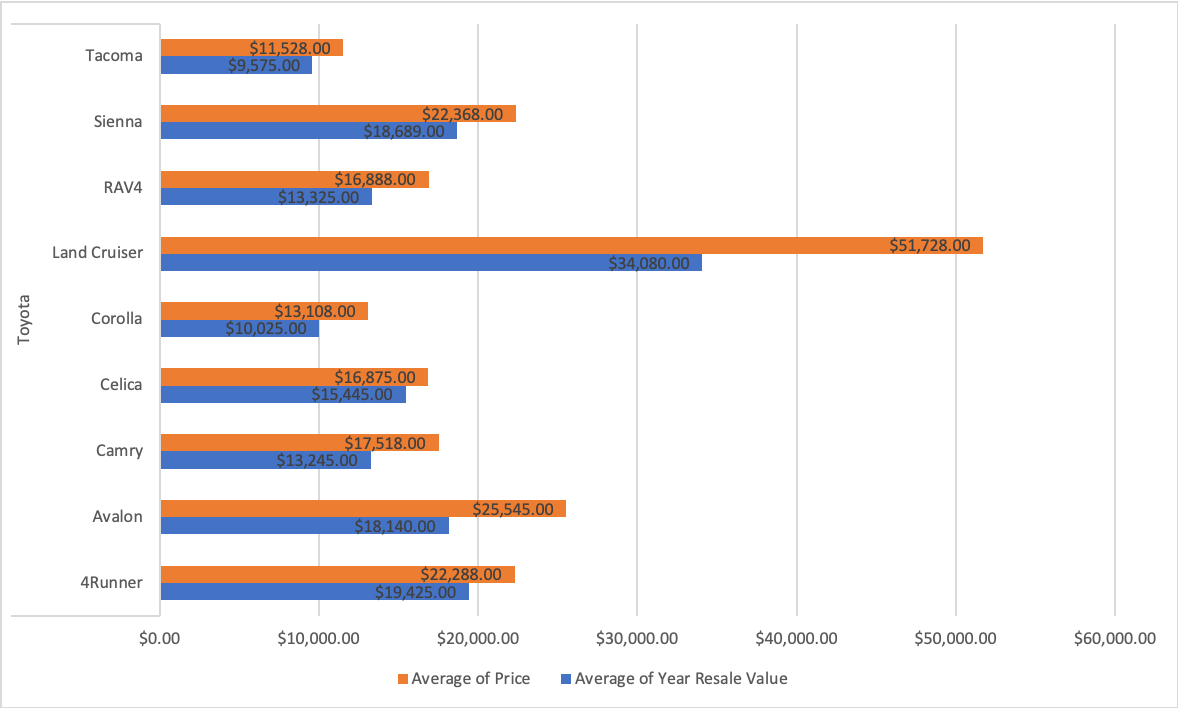 Toyota
Tacoma
$11,528.00
$9,575.00
Sienna
$22,368.00
$18,689.00
RAV4
$16,888.00
$13,325.00
Land Cruiser
$51,728.00
$34,080.00
Corolla
$13,108.00
$10,025.00
Celica
$16,875.00
$15,445.00
Camry
$17,518.00
$13,245.00
Avalon
$25,545.00
$18,140.00
4Runner
$22,288.00
$19,425.00
$0.00 $10,000.00 $20,000.00 $30,000.00 $40,000.00 $50,000.00 $60,000.00
Average of Price Average of Year Resale Value